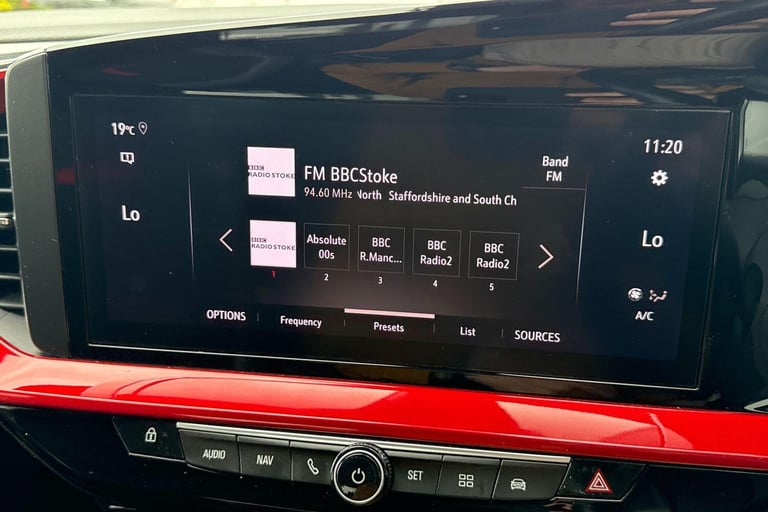 19°C
11:20
BBC
RADIO STOKE
FM BBCStoke
94.60 MHz North Staffordshire and South Ch
Band
FM
Lo
Lo
BBC
RADIO STOKE
Absolute
00s
BBC
R.Manc...
BBC
Radio2
BBC
Radio2
1
2
3
4
5
A/C
OPTIONS
Frequency
Presets
List
SOURCES
AUDIO
NAV
SET